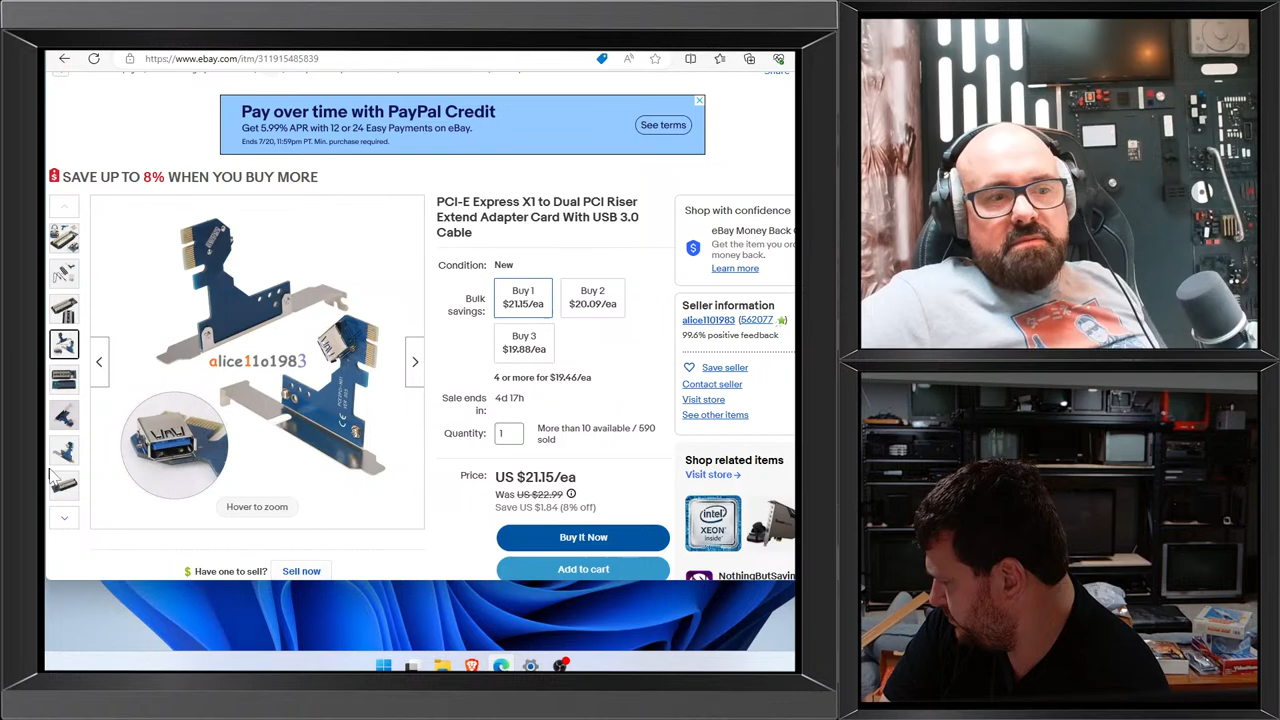 https://www.ebay.com/itm/311915485839
Pay over time with PayPal Credit
Get 5.99% APR with 12 or 24 Easy Payments on eBay.
Ends 7/20, 11:59pm PT. Min. purchase required.
See terms
SAVE UP TO 8% WHEN YOU BUY MORE
alice11o1983
Hover to zoom
Have one to sell? Sell now
PCI-E Express X1 to Dual PCI Riser
Extend Adapter Card With USB 3.0
Cable
Condition: New
Bulk
savings:
Buy 1
$21.15/ea
Buy 2
$20.09/ea
Buy 3
$19.88/ea
4 or more for $19.46/ea
Sale ends
in:
4d 17h
Quantity: 1
More than 10 available / 590
sold
Price: US $21.15/ea
Was US $22.99
Save US $1.84 (8% off)
Buy It Now
Add to cart
Shop with confidence
eBay Money Back
Get the item you or
money back.
Learn more
Seller information
alice1101983 (562077
99.6% positive feedback
Save seller
Contact seller
Visit store
See other items
Shop related items
Visit store
intel
XEON
inside
NothingButSavin